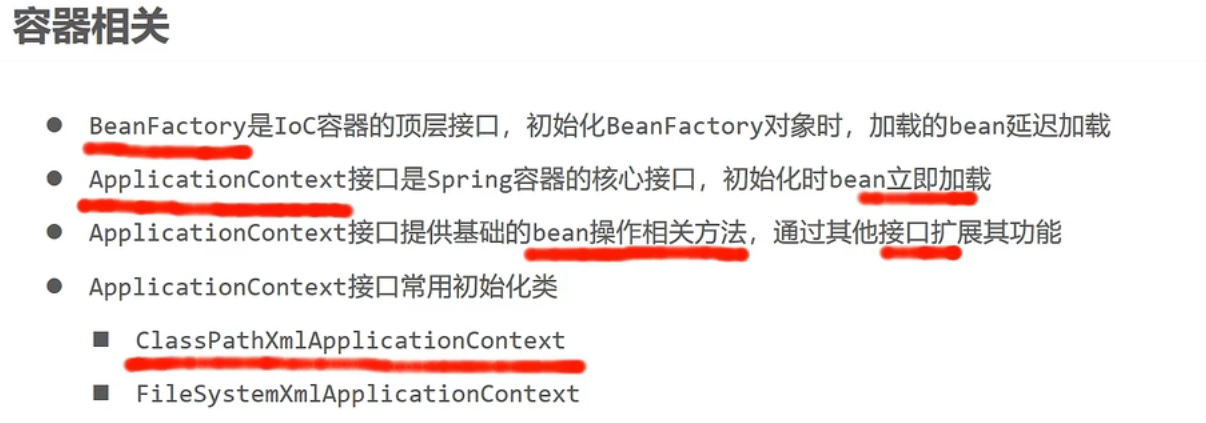 容器相关
● BeanFactory是IoC容器的顶层接口，初始化BeanFactory对象时，加载的bean延迟加载
● ApplicationContext接口是Spring容器的核心接口，初始化时bean立即加载
● ApplicationContext接口提供基础的bean操作相关方法，通过其他接口扩展其功能
● ApplicationContext接口常用初始化类
■ ClassPathXmlApplicationContext
■ FileSystemXmlApplicationContext